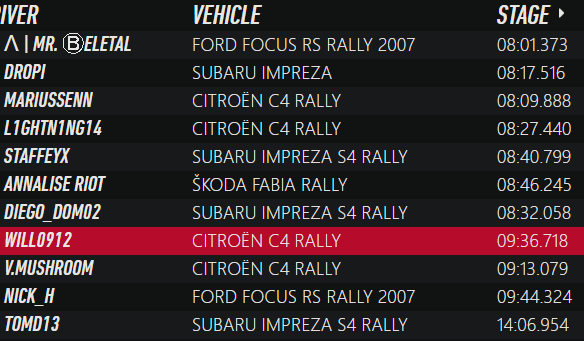 RIVER VEHICLE STAGE
Λ | MR. ⒷELETAL FORD FOCUS RS RALLY 2007 08:01.373
DROPI SUBARU IMPREZA 08:17.516
MARIUSSENN CITROËN C4 RALLY 08:09.888
L1GHTN1NG14 CITROËN C4 RALLY 08:27.440
STAFFEYX SUBARU IMPREZA S4 RALLY 08:40.799
ANNALISE RIOT ŠKODA FABIA RALLY 08:46.245
DIEGO_DOM02 SUBARU IMPREZA S4 RALLY 08:32.058
WILL0912 CITROËN C4 RALLY 09:36.718
V.MUSHROOM CITROËN C4 RALLY 09:13.079
NICK_H FORD FOCUS RS RALLY 2007 09:44.324
TOMD13 SUBARU IMPREZA S4 RALLY 14:06.954